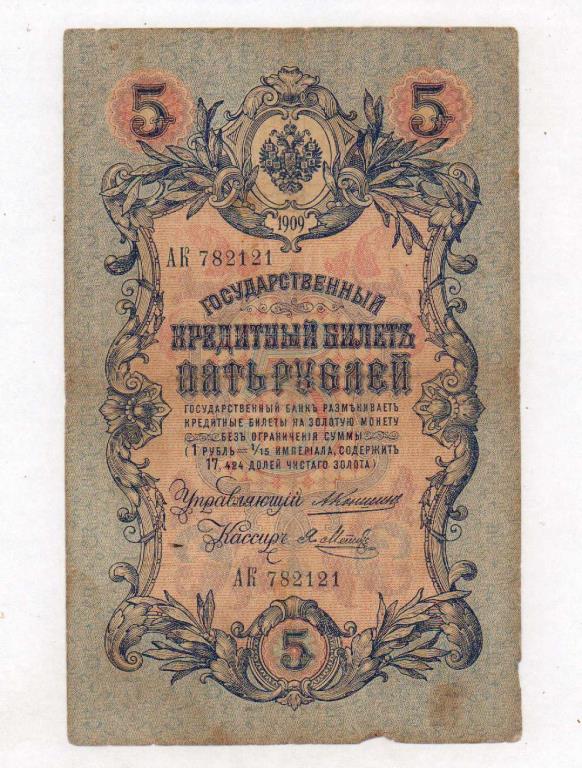 5 5
1909
АК 782121
ГОСУДАРСТВЕННЫЙ
КРЕДИТНЫЙ БИЛЕТЪ
ПЯТЬ РУБЛЕЙ
ГОСУДАРСТВЕННЫЙ БАНКЪ РАЗМѢНИВАЕТЪ
КРЕДИТНЫЕ БИЛЕТЫ НА ЗОЛОТУЮ МОНЕТУ
БЕЗЪ ОГРАНИЧЕНІЯ СУММЫ
(1 РУБЛЬ = 1/15 ИМПЕРІАЛА, СОДЕРЖИТЪ
17,424 ДОЛЕЙ ЧИСТАГО ЗОЛОТА)
Управляющій
Кассиръ
АК 782121
5